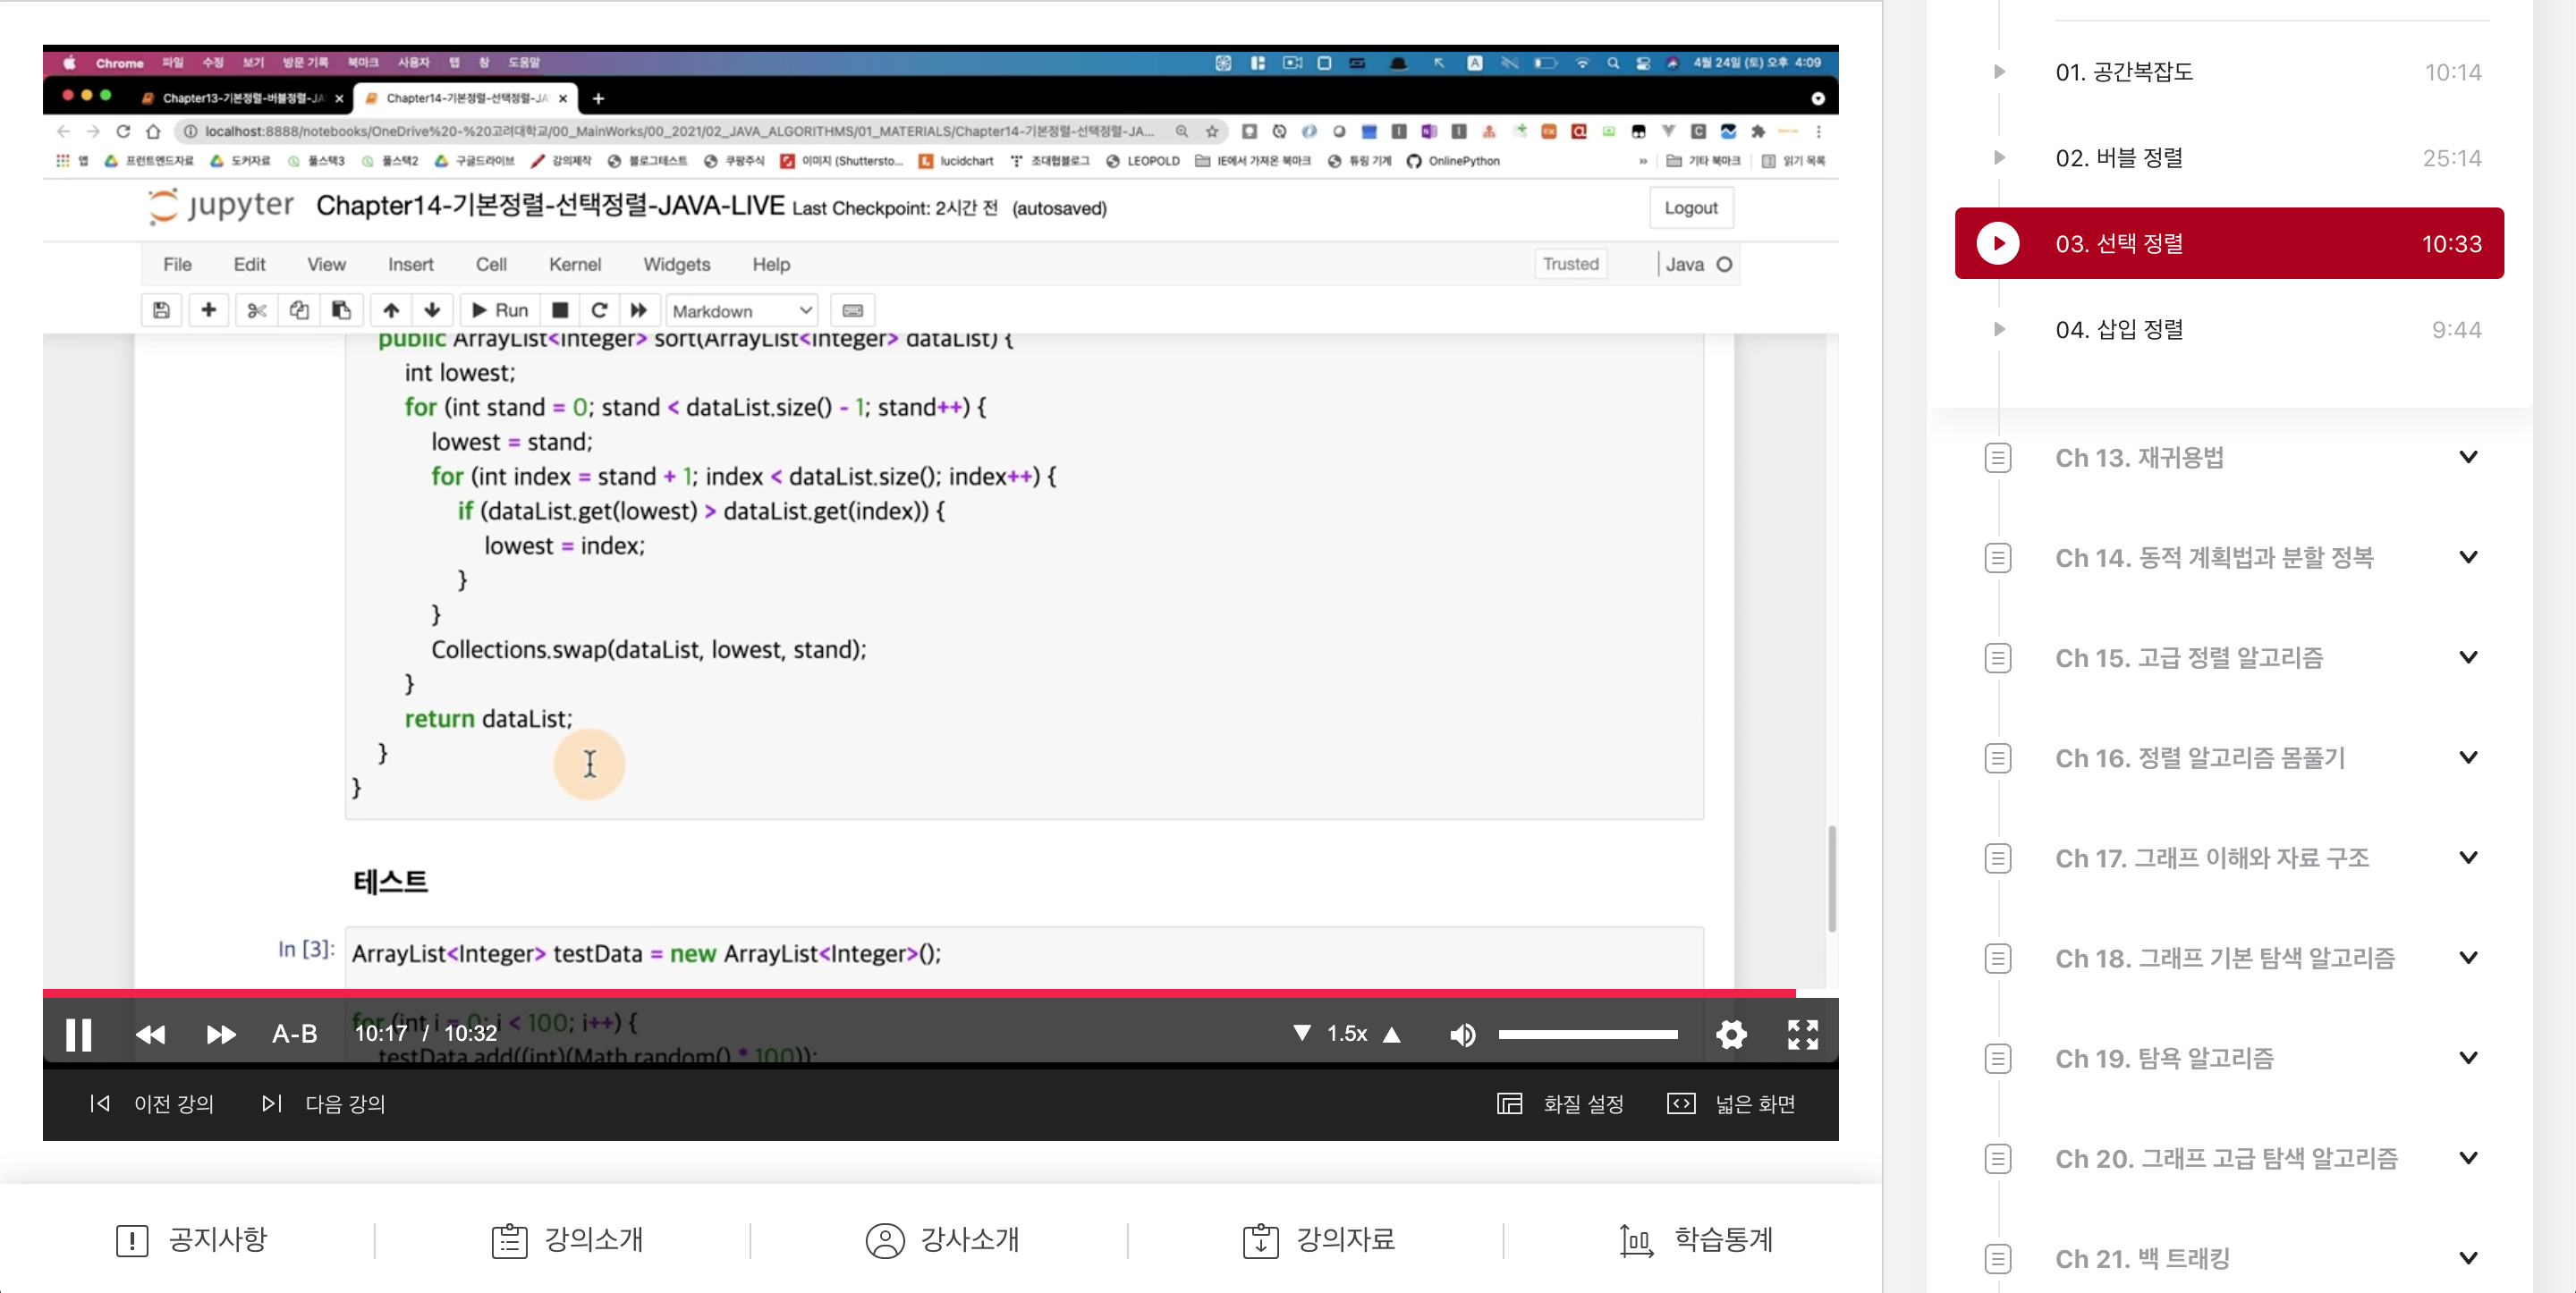 Chrome 파일 수정 보기 방문 기록 북마크 사용자 탭 창 도움말 4월 24일 (토) 오후 4:09
Chapter13-기본정렬-버블정렬-JA Chapter14-기본정렬-선택정렬-JA
localhost:8888/notebooks/OneDrive%20-%20고려대학교/00_MainWorks/00_2021/02_JAVA_ALGORITHMS/01_MATERIALS/Chapter14-기본정렬-선택정렬-JA...
앱 프런트엔드자료 도커자료 풀스택3 풀스택2 구글드라이브 강의제작 블로그테스트 쿠팡주식 이미지 (Shuttersto... lucidchart 조대협블로그 LEOPOLD IE에서 가져온 북마크 튜링 기계 OnlinePython » 기타 북마크 읽기 목록
jupyter Chapter14-기본정렬-선택정렬-JAVA-LIVE Last Checkpoint: 2시간 전 (autosaved) Logout
File Edit View Insert Cell Kernel Widgets Help Trusted Java
Run Markdown
public ArrayList<Integer> sort(ArrayList<Integer> dataList) {
int lowest;
for (int stand = 0; stand < dataList.size() - 1; stand++) {
lowest = stand;
for (int index = stand + 1; index < dataList.size(); index++) {
if (dataList.get(lowest) > dataList.get(index)) {
lowest = index;
}
}
Collections.swap(dataList, lowest, stand);
}
return dataList;
}
}
테스트
In [3]: ArrayList<Integer> testData = new ArrayList<Integer>();
for (int i = 0; i < 100; i++) {
testData.add((int)(Math.random() * 100));
A-B 10:17 / 10:32 1.5x
이전 강의 다음 강의 화질 설정 넓은 화면
공지사항 강의소개 강사소개 강의자료 학습통계
01. 공간복잡도 10:14
02. 버블 정렬 25:14
03. 선택 정렬 10:33
04. 삽입 정렬 9:44
Ch 13. 재귀용법
Ch 14. 동적 계획법과 분할 정복
Ch 15. 고급 정렬 알고리즘
Ch 16. 정렬 알고리즘 몸풀기
Ch 17. 그래프 이해와 자료 구조
Ch 18. 그래프 기본 탐색 알고리즘
Ch 19. 탐욕 알고리즘
Ch 20. 그래프 고급 탐색 알고리즘
Ch 21. 백 트래킹